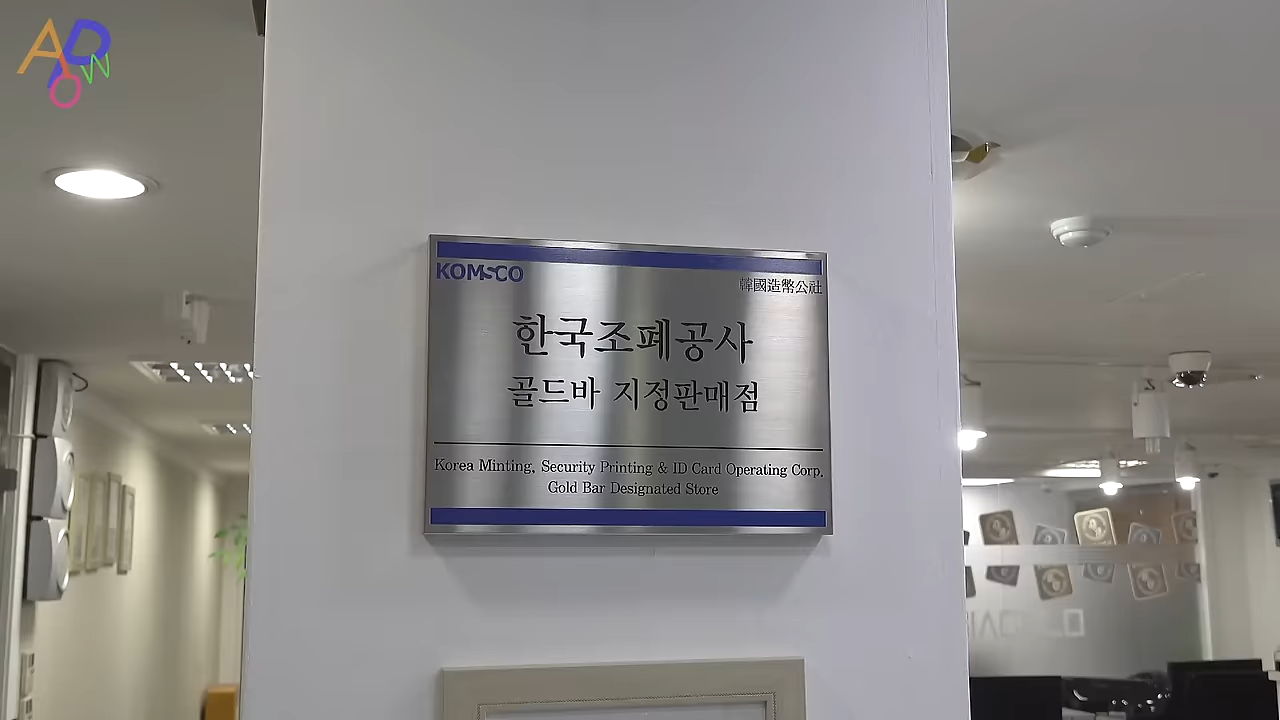 ADOW
KOMSCO
韓國造幣公社
한국조폐공사
골드바 지정판매점
Korea Minting, Security Printing & ID Card Operating Corp.
Gold Bar Designated Store